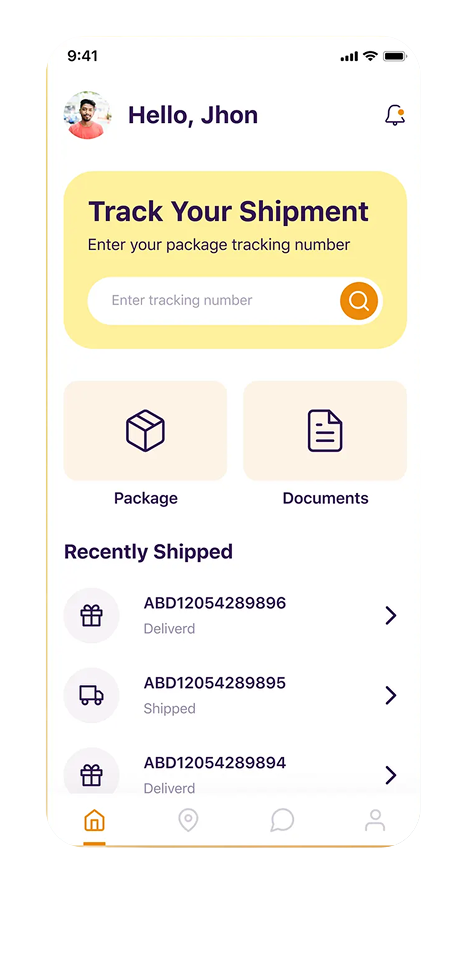 9:41
Hello, Jhon
Track Your Shipment
Enter your package tracking number
Enter tracking number
Package
Documents
Recently Shipped
ABD12054289896
Deliverd
ABD12054289895
Shipped
ABD12054289894
Deliverd